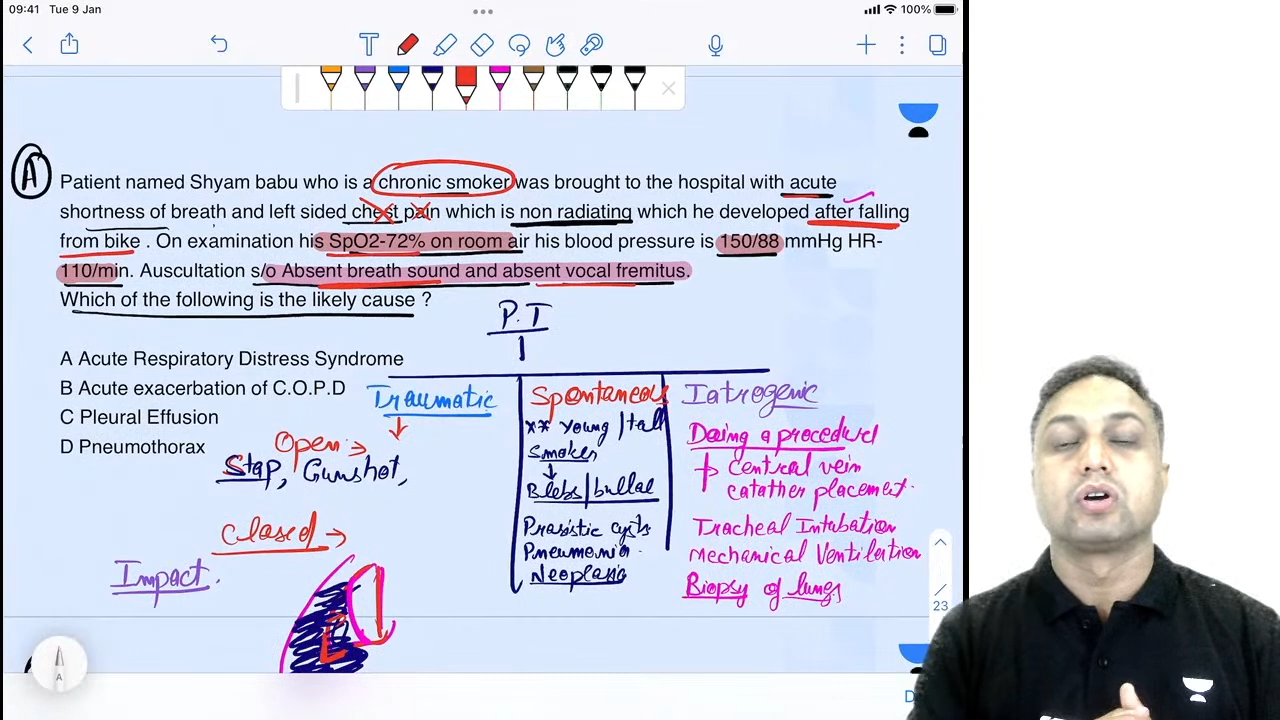 09:41 Tue 9 Jan
100%
A
Patient named Shyam babu who is a chronic smoker was brought to the hospital with acute
shortness of breath and left sided chest pain which is non radiating which he developed after falling
from bike . On examination his SpO2-72% on room air his blood pressure is 150/88 mmHg HR-
110/min. Auscultation s/o Absent breath sound and absent vocal fremitus.
Which of the following is the likely cause ?
P.T
A Acute Respiratory Distress Syndrome
B Acute exacerbation of C.O.P.D
C Pleural Effusion
D Pneumothorax
Traumatic
Open →
Stap, Gunshot,
Closed →
Impact.
Spontaneous
** young / tall
Smoker
Blebs / bullae
Prasistic cysts
Pneumonia.
Neoplasia
Iatrogenic
Doing a procedure
Central vein
catather placement.
Tracheal Intubation
Mechanical Ventilation
Biopsy of lungs
/
23
A